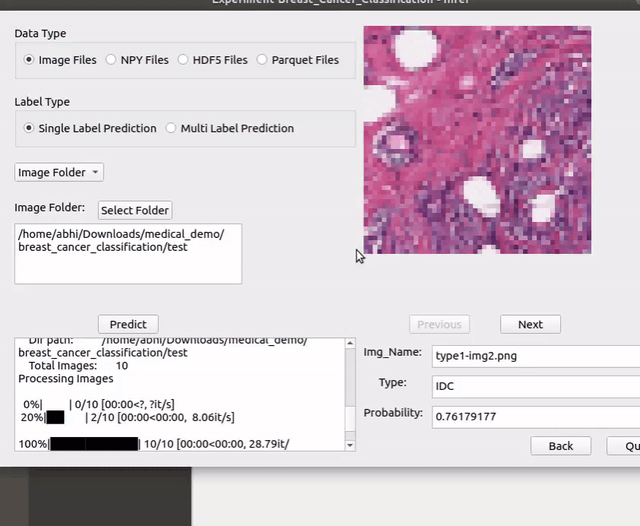 Experiment Breast_Cancer_Classification - Infer
Data Type
Image Files NPY Files HDF5 Files Parquet Files
Label Type
Single Label Prediction Multi Label Prediction
Image Folder
Image Folder: Select Folder
/home/abhi/Downloads/medical_demo/
breast_cancer_classification/test
Predict
Dir path: /home/abhi/Downloads/medical_demo/
breast_cancer_classification/test
Total Images: 10
Processing Images
0%| | 0/10 [00:00<?, ?it/s]
20%| | 2/10 [00:00<00:00, 8.06it/s]
100%| | 10/10 [00:00<00:00, 28.79it/
Previous Next
Img_Name: type1-img2.png
Type: IDC
Probability: 0.76179177
Back Qu